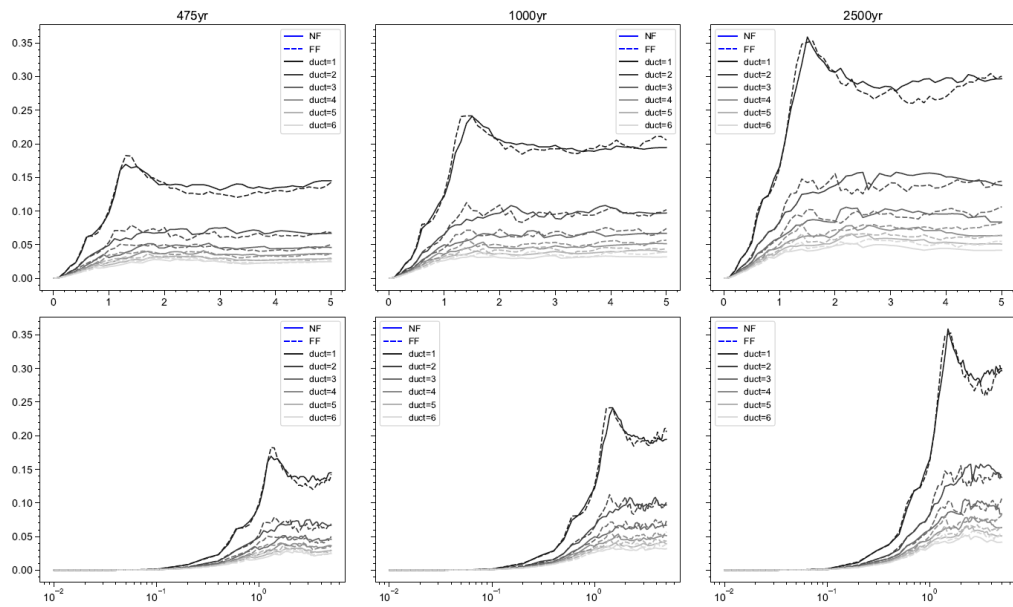 475yr
1000yr
2500yr
0.35
0.30
0.25
0.20
0.15
0.10
0.05
0.00
NF
FF
duct=1
duct=2
duct=3
duct=4
duct=5
duct=6
NF
FF
duct=1
duct=2
duct=3
duct=4
duct=5
duct=6
NF
FF
duct=1
duct=2
duct=3
duct=4
duct=5
duct=6
0 1 2 3 4 5
0 1 2 3 4 5
0 1 2 3 4 5
0.35
0.30
0.25
0.20
0.15
0.10
0.05
0.00
NF
FF
duct=1
duct=2
duct=3
duct=4
duct=5
duct=6
NF
FF
duct=1
duct=2
duct=3
duct=4
duct=5
duct=6
NF
FF
duct=1
duct=2
duct=3
duct=4
duct=5
duct=6
10⁻² 10⁻¹ 10⁰
10⁻² 10⁻¹ 10⁰
10⁻² 10⁻¹ 10⁰